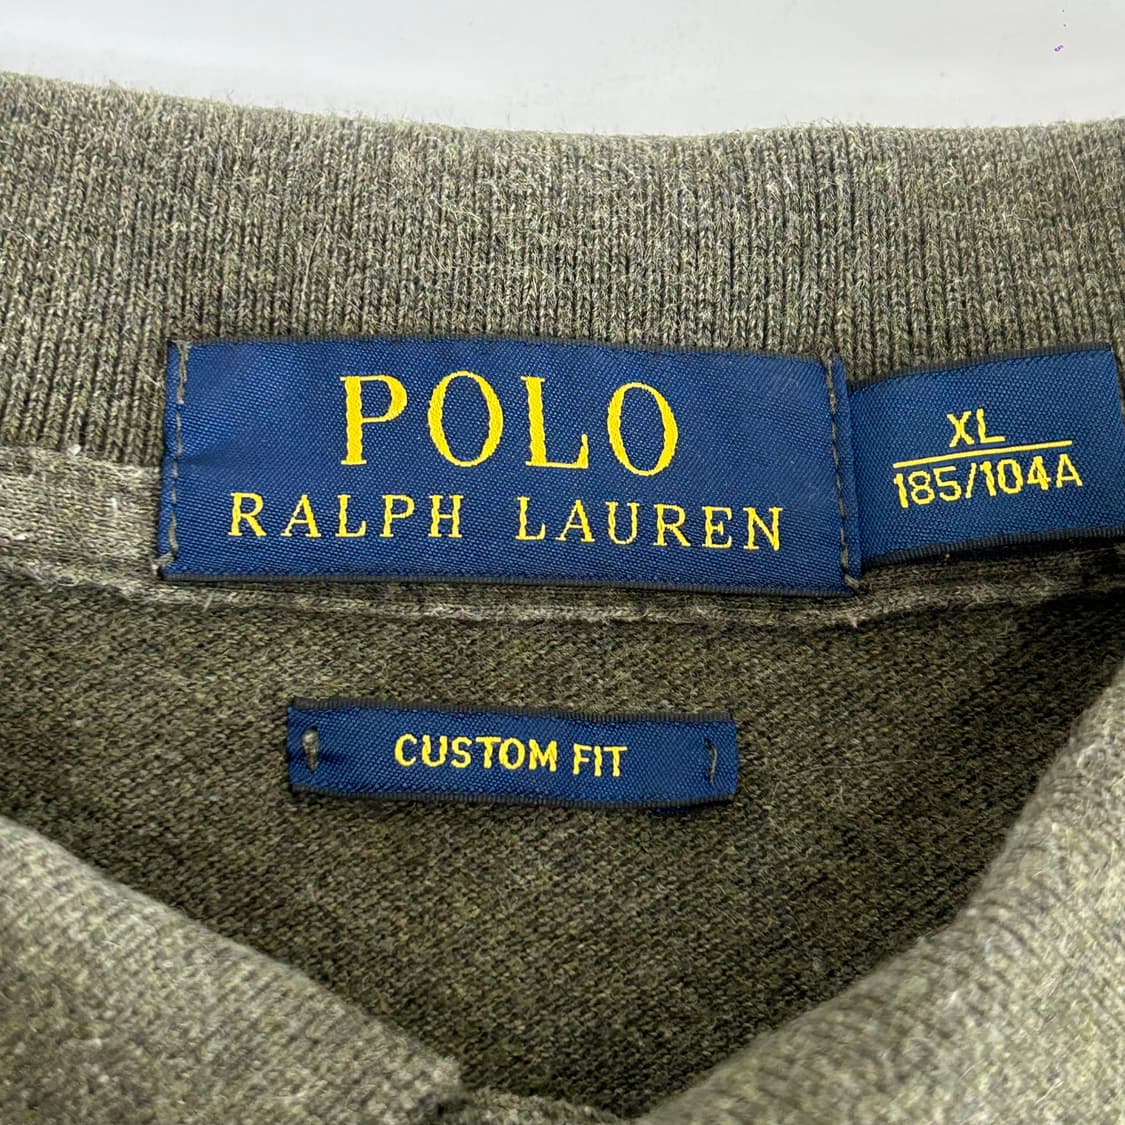 POLO
RALPH LAUREN
XL
185/104A
CUSTOM FIT